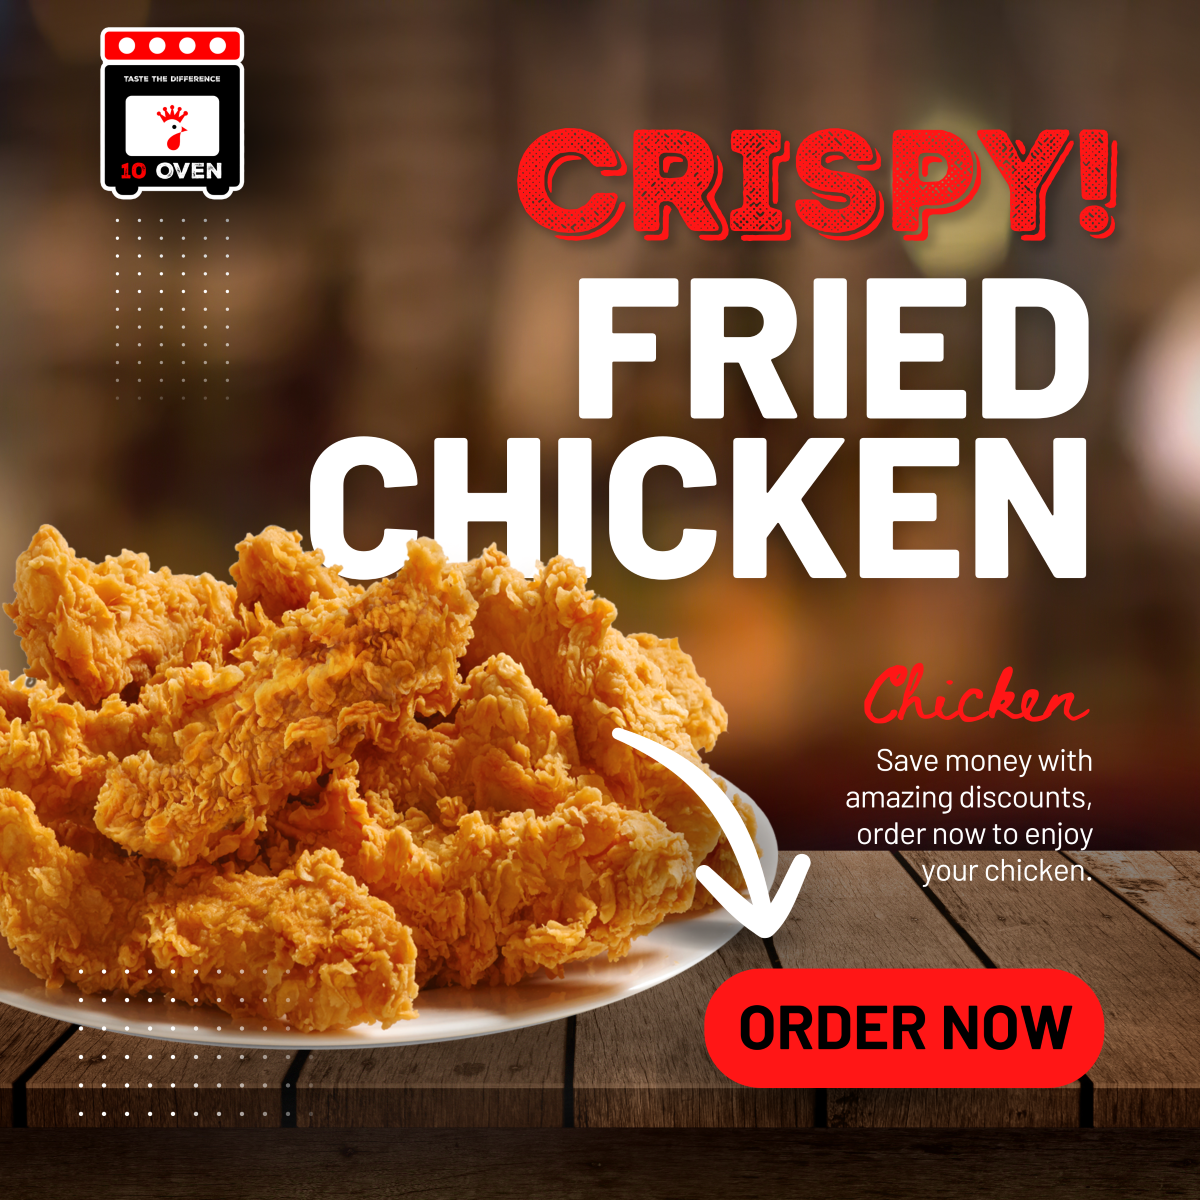 TASTE THE DIFFERENCE
10 OVEN
CRISPY!
FRIED
CHICKEN
Chicken
Save money with
amazing discounts,
order now to enjoy
your chicken.
ORDER NOW